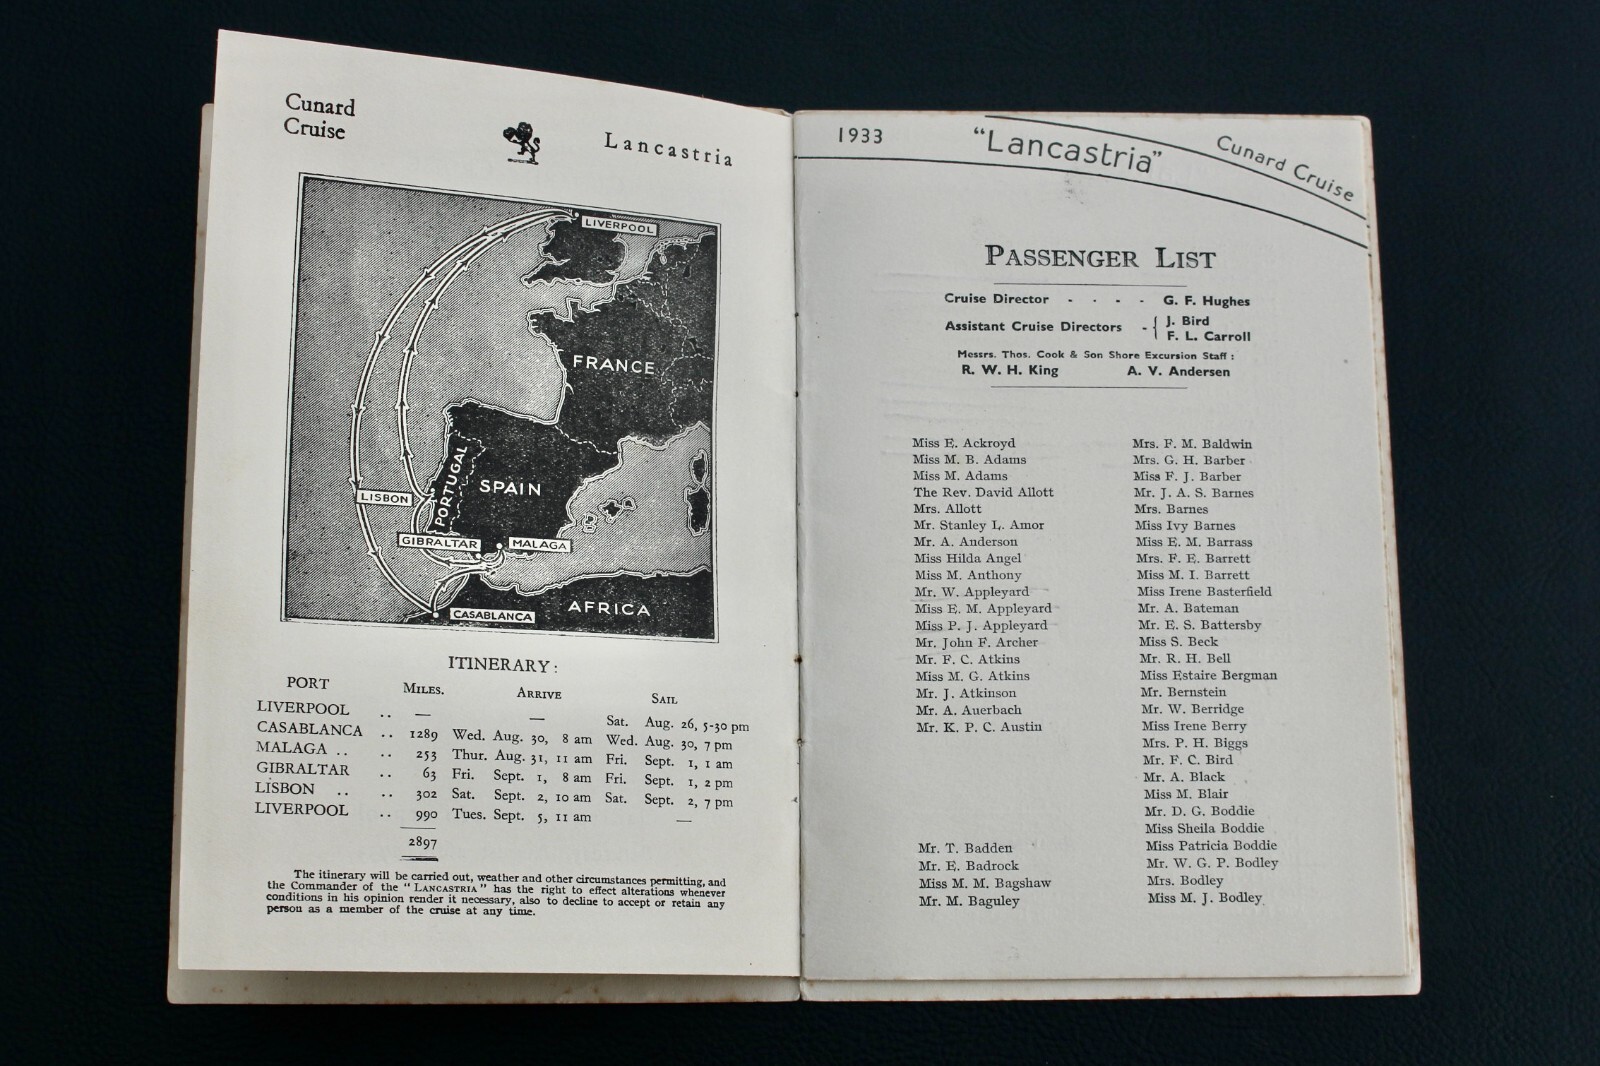 Cunard
Cruise
Lancastria
LIVERPOOL
FRANCE
PORTUGAL
SPAIN
LISBON
GIBRALTAR
MALAGA
CASABLANCA
AFRICA
ITINERARY:
PORT MILES. ARRIVE SAIL
LIVERPOOL .. — — Sat. Aug. 26, 5-30 pm
CASABLANCA .. 1289 Wed. Aug. 30, 8 am Wed. Aug. 30, 7 pm
MALAGA .. .. 253 Thur. Aug. 31, 11 am Fri. Sept. 1, 1 am
GIBRALTAR .. 63 Fri. Sept. 1, 8 am Fri. Sept. 1, 2 pm
LISBON .. .. 302 Sat. Sept. 2, 10 am Sat. Sept. 2, 7 pm
LIVERPOOL .. 990 Tues. Sept. 5, 11 am —
2897
The itinerary will be carried out, weather and other circumstances permitting, and
the Commander of the "LANCASTRIA" has the right to effect alterations whenever
conditions in his opinion render it necessary, also to decline to accept or retain any
person as a member of the cruise at any time.
1933 "Lancastria" Cunard Cruise
PASSENGER LIST
Cruise Director - - - - G. F. Hughes
Assistant Cruise Directors - { J. Bird
F. L. Carroll
Messrs. Thos. Cook & Son Shore Excursion Staff :
R. W. H. King A. V. Andersen
Miss E. Ackroyd
Miss M. B. Adams
Miss M. Adams
The Rev. David Allott
Mrs. Allott
Mr. Stanley L. Amor
Mr. A. Anderson
Miss Hilda Angel
Miss M. Anthony
Mr. W. Appleyard
Miss E. M. Appleyard
Miss P. J. Appleyard
Mr. John F. Archer
Mr. F. C. Atkins
Miss M. G. Atkins
Mr. J. Atkinson
Mr. A. Auerbach
Mr. K. P. C. Austin
Mr. T. Badden
Mr. E. Badrock
Miss M. M. Bagshaw
Mr. M. Baguley
Mrs. F. M. Baldwin
Mrs. G. H. Barber
Miss F. J. Barber
Mr. J. A. S. Barnes
Mrs. Barnes
Miss Ivy Barnes
Miss E. M. Barrass
Mrs. F. E. Barrett
Miss M. I. Barrett
Miss Irene Basterfield
Mr. A. Bateman
Mr. E. S. Battersby
Miss S. Beck
Mr. R. H. Bell
Miss Estaire Bergman
Mr. Bernstein
Mr. W. Berridge
Miss Irene Berry
Mrs. P. H. Biggs
Mr. F. C. Bird
Mr. A. Black
Miss M. Blair
Mr. D. G. Boddie
Miss Sheila Boddie
Miss Patricia Boddie
Mr. W. G. P. Bodley
Mrs. Bodley
Miss M. J. Bodley